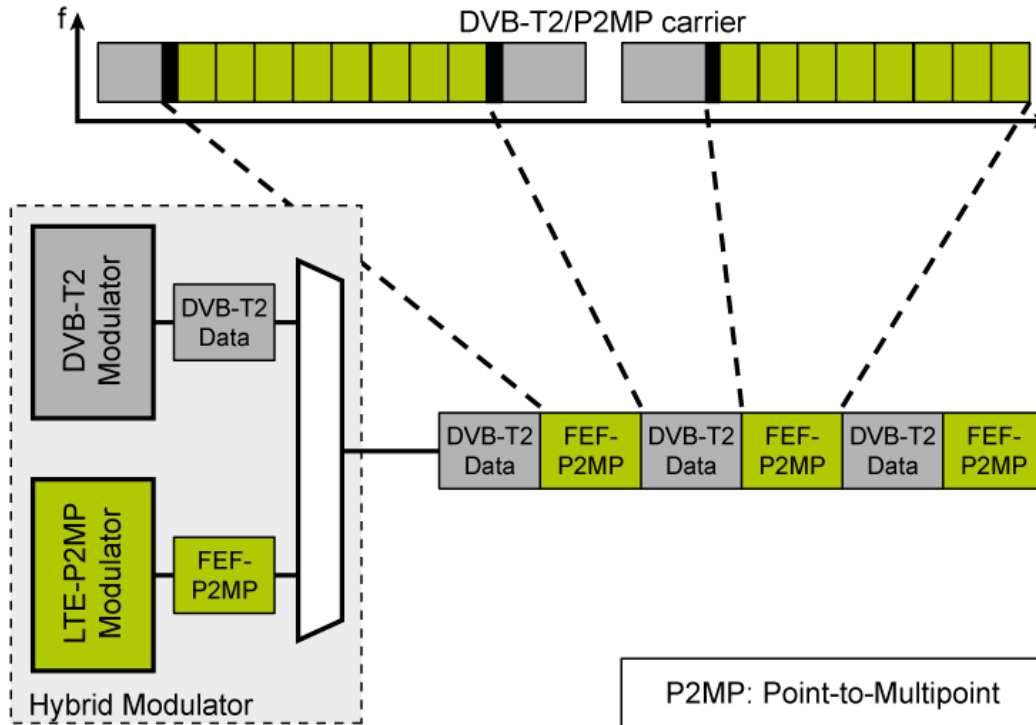 f
DVB-T2/P2MP carrier
DVB-T2
Modulator
DVB-T2
Data
LTE-P2MP
Modulator
FEF-
P2MP
Hybrid Modulator
DVB-T2
Data
FEF-
P2MP
DVB-T2
Data
FEF-
P2MP
DVB-T2
Data
FEF-
P2MP
P2MP: Point-to-Multipoint